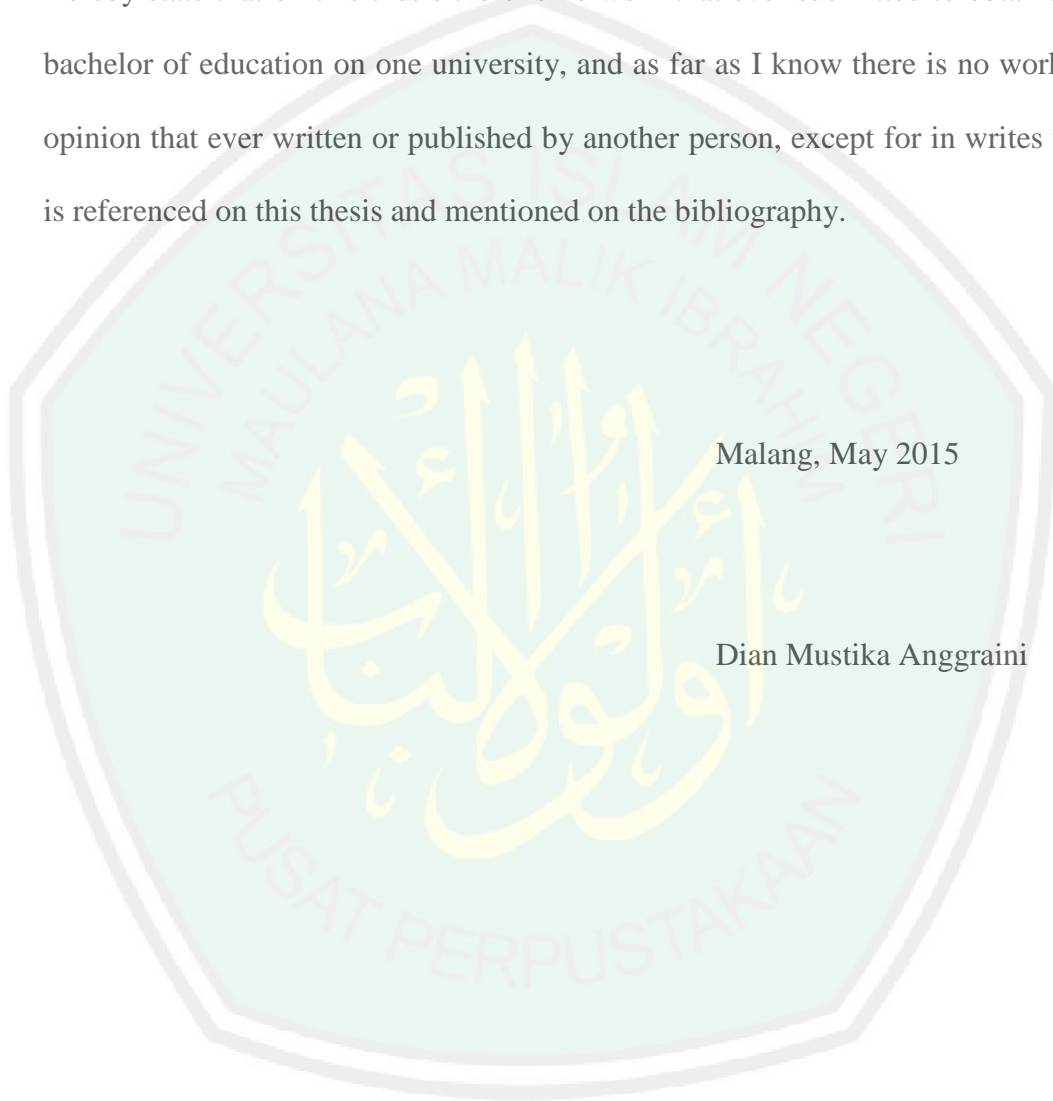 bachelor of education on one university, and as far as I know there is no
opinion that ever written or published by another person, except for in writes
is referenced on this thesis and mentioned on the bibliography.
UNIVERSITAS ISLAM NEGERI
MAULANA MALIK IBRAHIM
Malang, May 2015
أولوا الألباب
Dian Mustika Anggraini
PUSAT PERPUSTAKAAN